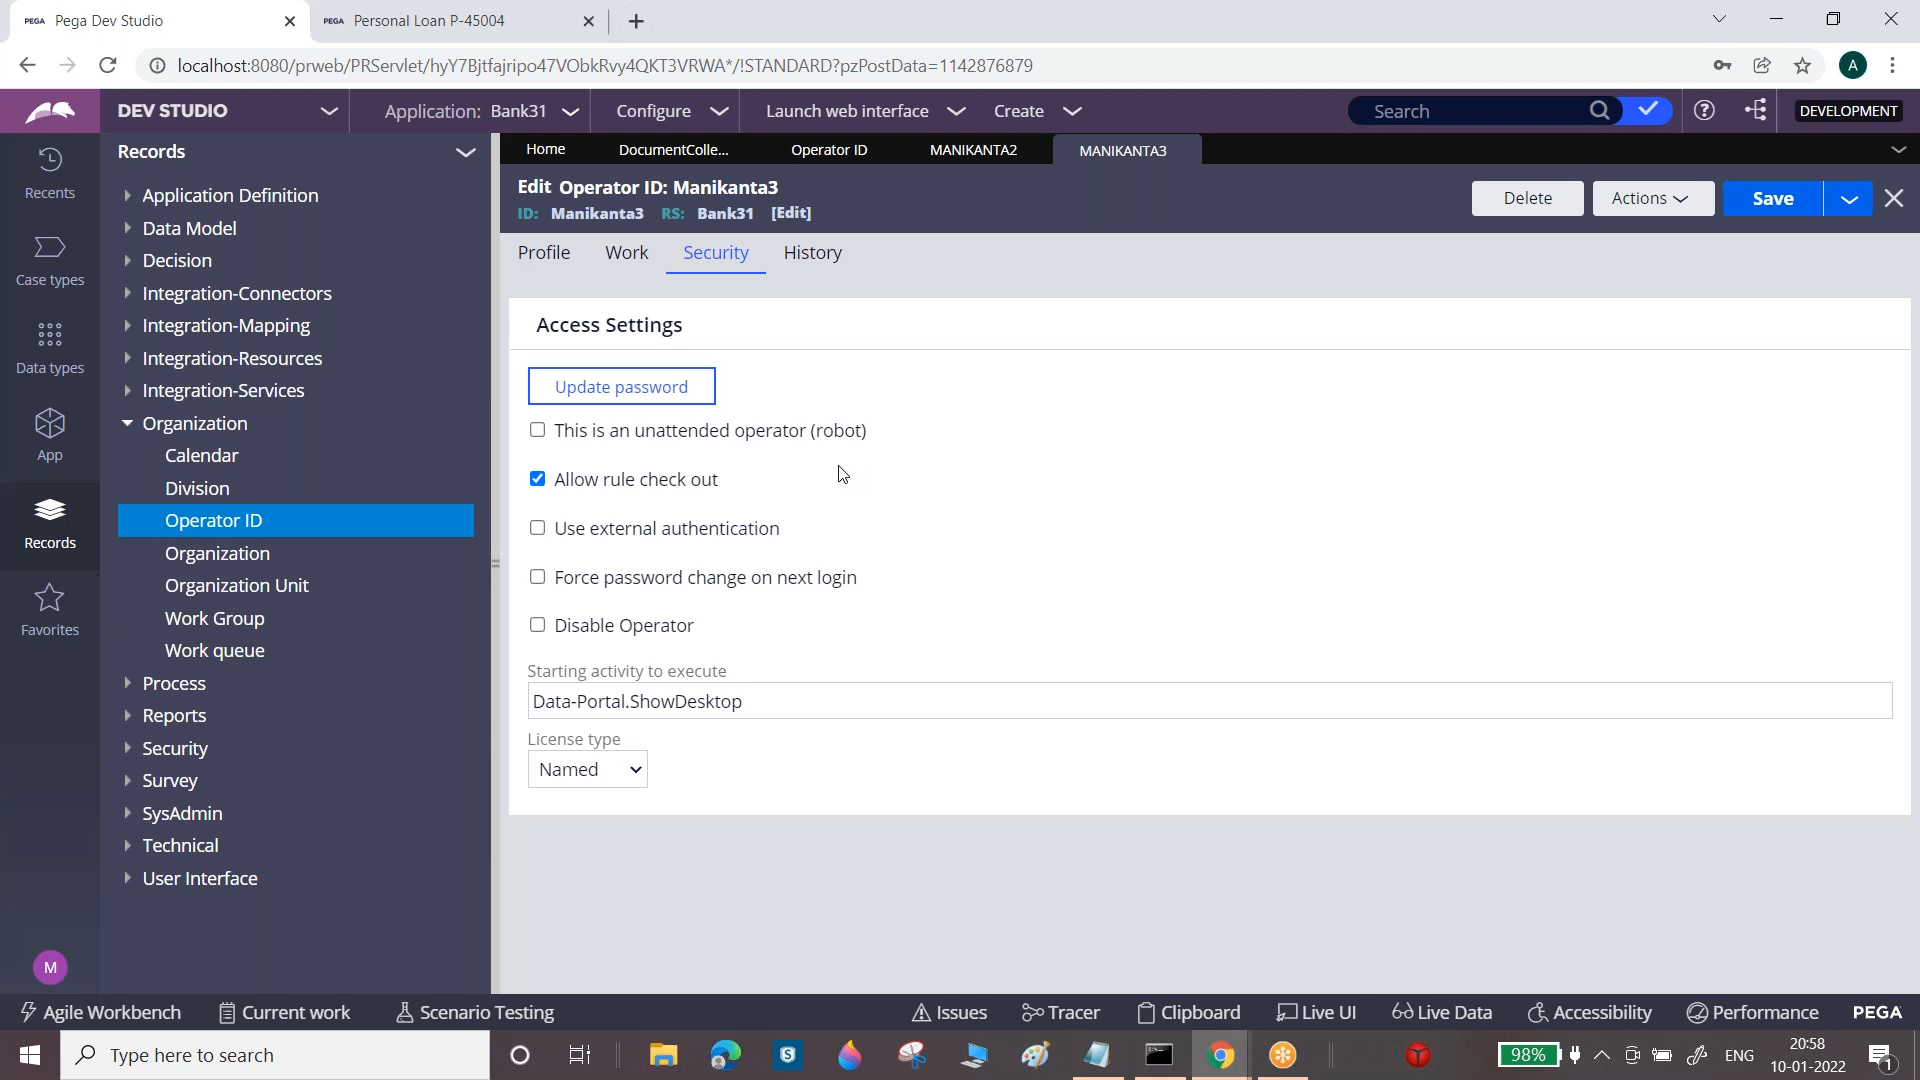 PEGA Pega Dev Studio
PEGA Personal Loan P-45004
localhost:8080/prweb/PRServlet/hyY7Bjtfajripo47VObkRvy4QKT3VRWA*/!STANDARD?pzPostData=1142876879
A
DEV STUDIO
Application: Bank31
Configure
Launch web interface
Create
Search
DEVELOPMENT
Recents
Case types
Data types
App
Records
Favorites
M
Records
Application Definition
Data Model
Decision
Integration-Connectors
Integration-Mapping
Integration-Resources
Integration-Services
Organization
Calendar
Division
Operator ID
Organization
Organization Unit
Work Group
Work queue
Process
Reports
Security
Survey
SysAdmin
Technical
User Interface
Home
DocumentColle...
Operator ID
MANIKANTA2
MANIKANTA3
Edit Operator ID: Manikanta3
ID: Manikanta3 RS: Bank31 [Edit]
Delete
Actions
Save
Profile
Work
Security
History
Access Settings
Update password
This is an unattended operator (robot)
Allow rule check out
Use external authentication
Force password change on next login
Disable Operator
Starting activity to execute
Data-Portal.ShowDesktop
License type
Named
Agile Workbench
Current work
Scenario Testing
Issues
Tracer
Clipboard
Live UI
Live Data
Accessibility
Performance
PEGA
Type here to search
98%
ENG
20:58
10-01-2022
1